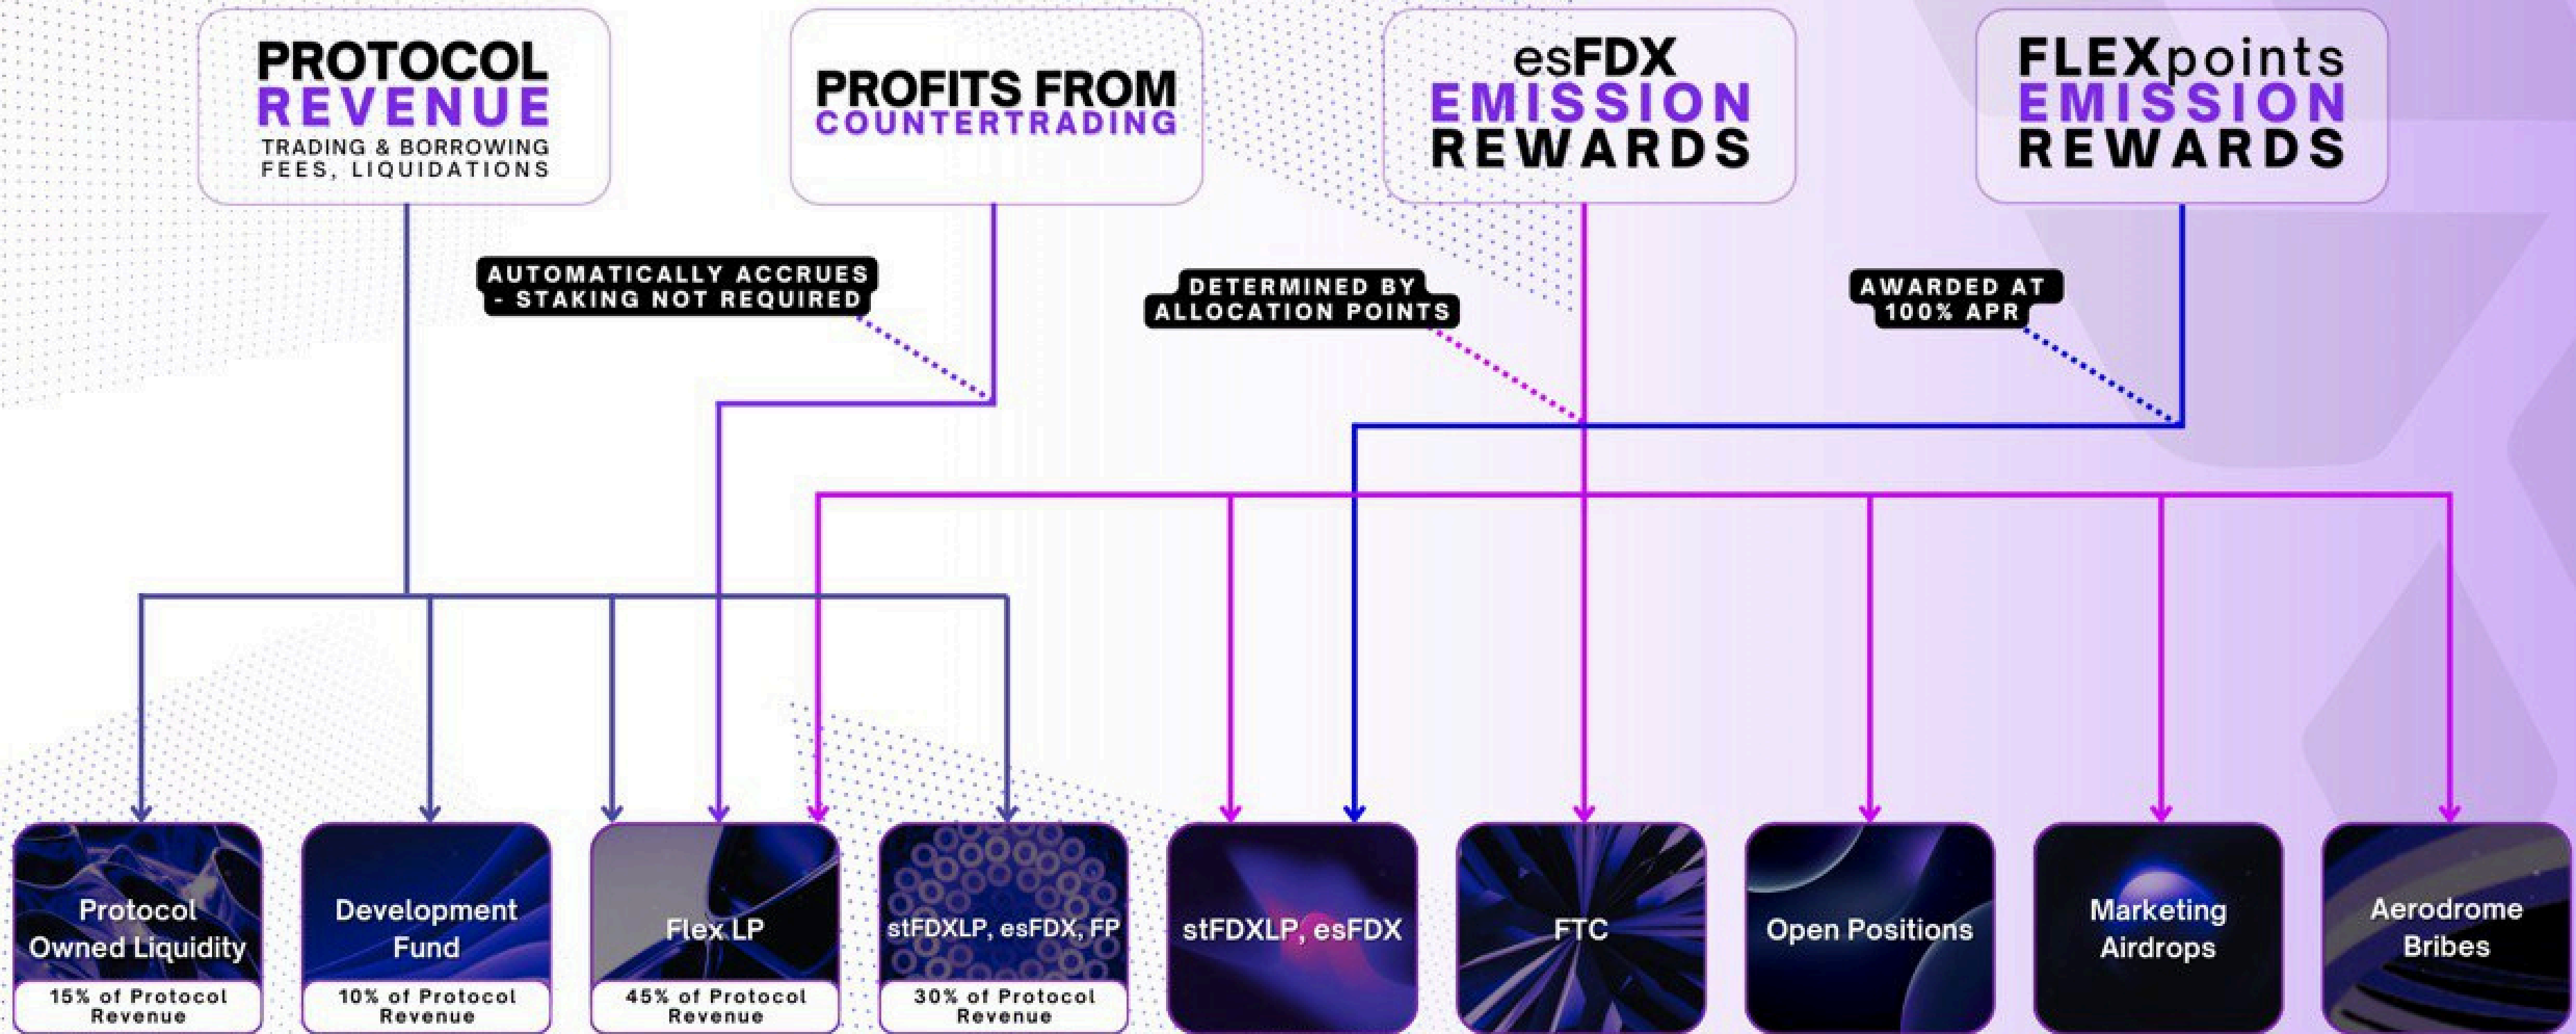 PROTOCOL
REVENUE
TRADING & BORROWING
FEES, LIQUIDATIONS
PROFITS FROM
COUNTERTRADING
esFDX
EMISSION
REWARDS
FLEXpoints
EMISSION
REWARDS
AUTOMATICALLY ACCRUES
- STAKING NOT REQUIRED
DETERMINED BY
ALLOCATION POINTS
AWARDED AT
100% APR
Protocol
Owned Liquidity
15% of Protocol
Revenue
Development
Fund
10% of Protocol
Revenue
Flex LP
45% of Protocol
Revenue
stFDXLP, esFDX, FP
30% of Protocol
Revenue
stFDXLP, esFDX
FTC
Open Positions
Marketing
Airdrops
Aerodrome
Bribes